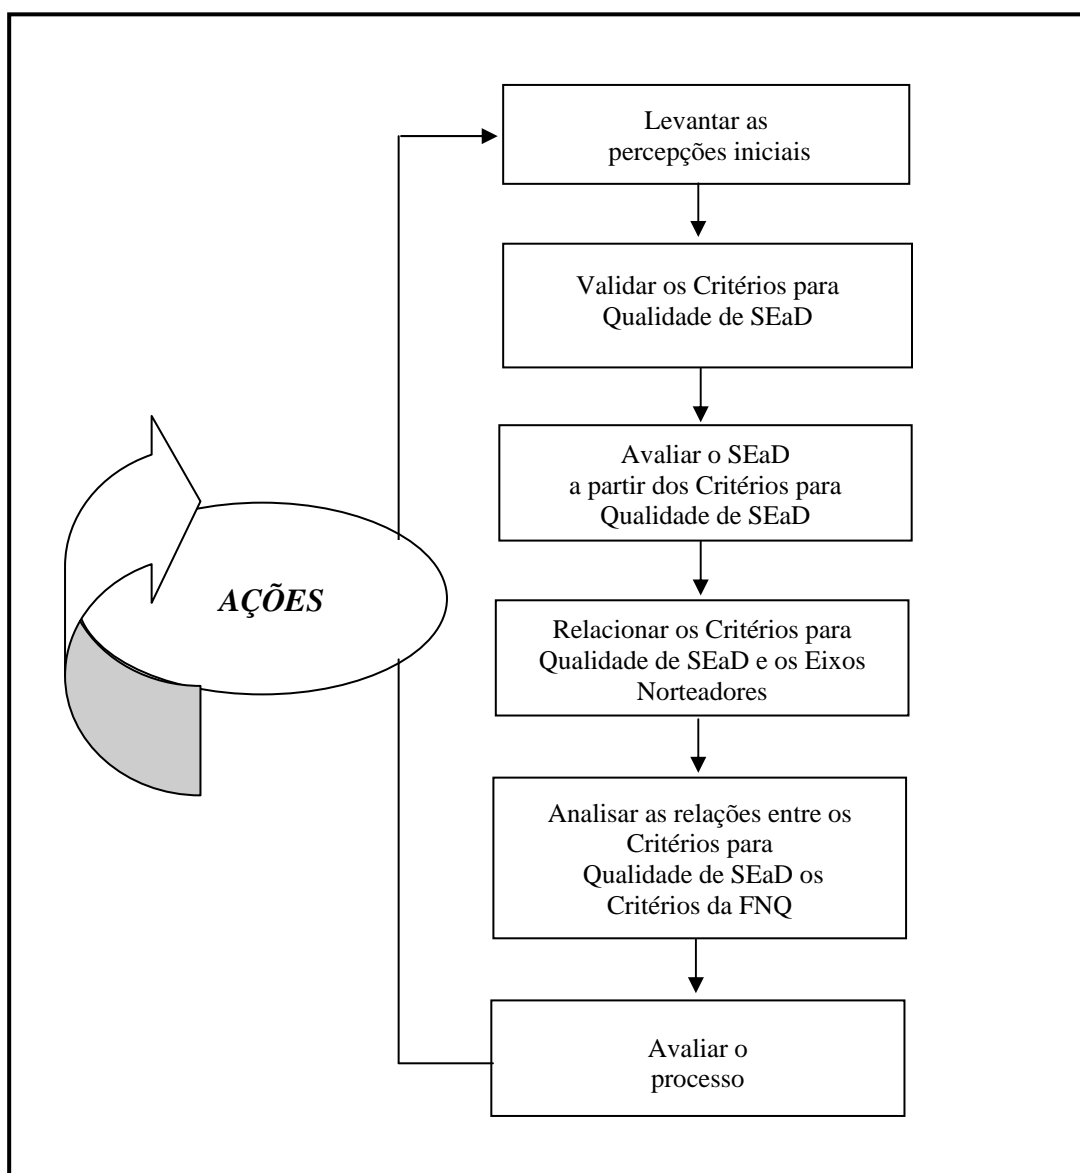 Levantar as
percepções iniciais
Validar os Critérios para
Qualidade de SEaD
Avaliar o SEaD
a partir dos Critérios para
Qualidade de SEaD
AÇÕES
Relacionar os Critérios para
Qualidade de SEaD e os Eixos
Norteadores
Analisar as relações entre os
Critérios para
Qualidade de SEaD os
Critérios da FNQ
Avaliar o
processo